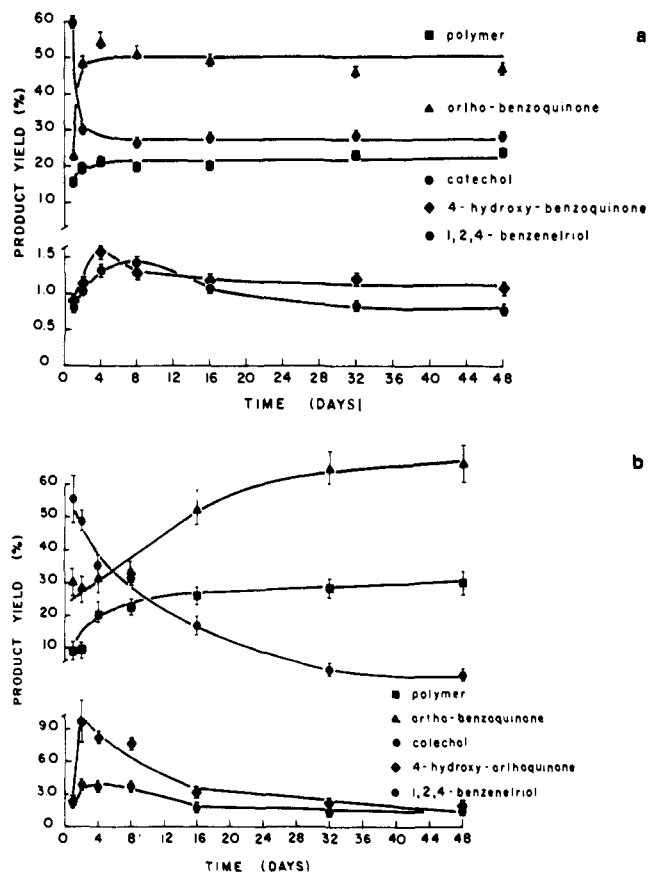 a
60
50
40
30
20
10
1.5
1.0
0.5
0
PRODUCT YIELD (%)
polymer
ortho-benzoquinone
catechol
4-hydroxy-benzoquinone
1,2,4-benzenetriol
0 4 8 12 16 20 24 28 32 36 40 44 48
TIME (DAYS)
b
60
50
40
30
20
10
90
60
30
0
PRODUCT YIELD (%)
polymer
ortho-benzoquinone
catechol
4-hydroxy-orthoquinone
1,2,4-benzenetriol
0 4 8 12 16 20 24 28 32 36 40 44 48
TIME (DAYS)